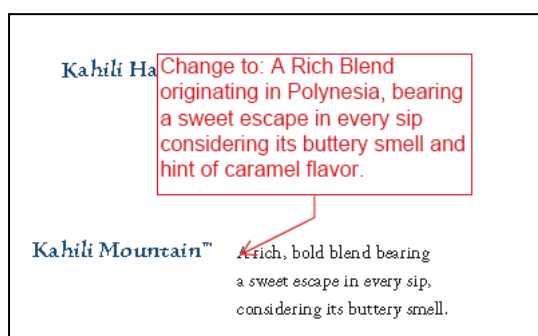 Kahili Ha
Change to: A Rich Blend
originating in Polynesia, bearing
a sweet escape in every sip
considering its buttery smell and
hint of caramel flavor.
Kahili Mountain™
A rich, bold blend bearing
a sweet escape in every sip,
considering its buttery smell.